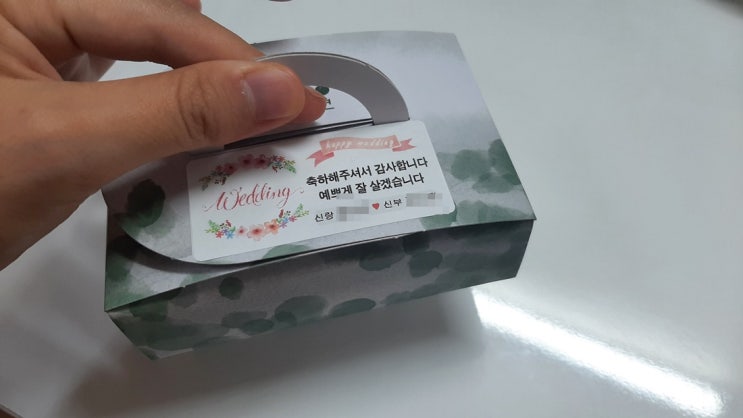 happy wedding
Wedding
축하해주셔서 감사합니다
예쁘게 잘 살겠습니다
신랑 ♥ 신부